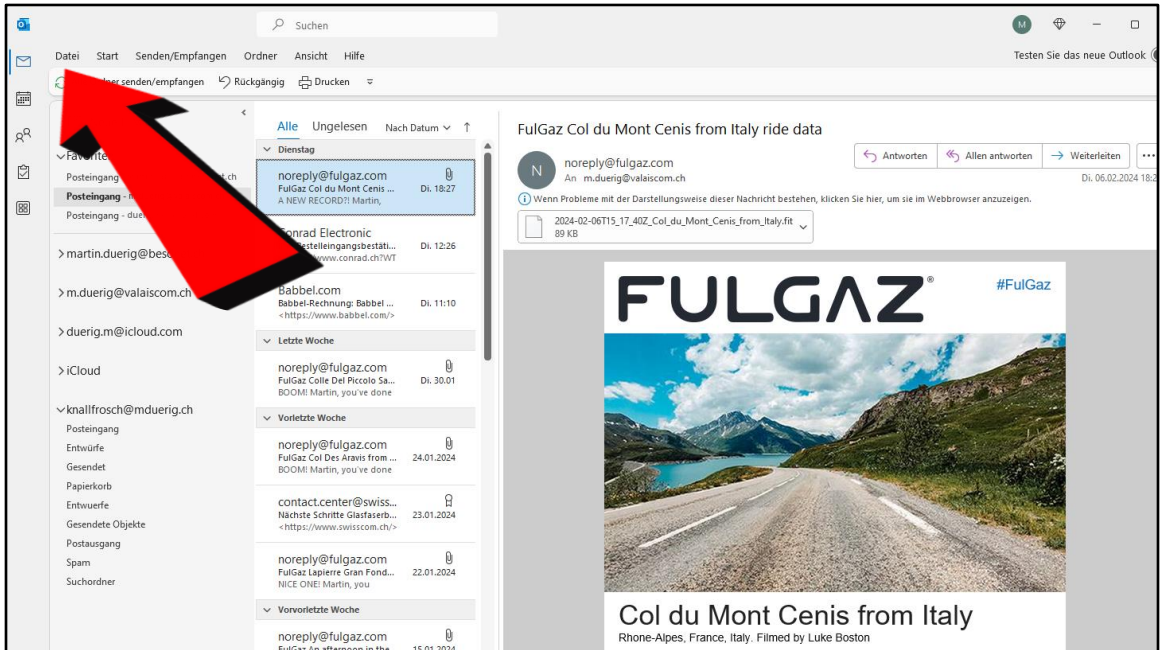 Suchen
M
Datei Start Senden/Empfangen Ordner Ansicht Hilfe
Testen Sie das neue Outlook
senden/empfangen Rückgängig Drucken
Alle Ungelesen Nach Datum
Posteingang
Posteingang -
Posteingang -
martin.duerig@
m.duerig@valaiscom.ch
duerig.m@icloud.com
iCloud
knallfrosch@mduerig.ch
Posteingang
Entwürfe
Gesendet
Papierkorb
Entwuerfe
Gesendete Objekte
Postausgang
Spam
Suchordner
Dienstag
noreply@fulgaz.com
FulGaz Col du Mont Cenis ... Di. 18:27
A NEW RECORD?! Martin,
Electronic
Di. 12:26
www.conrad.ch?WT
Babbel.com
Babbel-Rechnung: Babbel ... Di. 11:10
<https://www.babbel.com/>
Letzte Woche
noreply@fulgaz.com
FulGaz Colle Del Piccolo Sa... Di. 30.01
BOOM! Martin, you've done
Vorletzte Woche
noreply@fulgaz.com
FulGaz Col Des Aravis from ... 24.01.2024
BOOM! Martin, you've done
contact.center@swiss...
Nächste Schritte Glasfaserb... 23.01.2024
<https://www.swisscom.ch/>
noreply@fulgaz.com
FulGaz Lapierre Gran Fond... 22.01.2024
NICE ONE! Martin, you
Vorvorletzte Woche
noreply@fulgaz.com
FulGaz An afternoon in the 15.01.2024
FulGaz Col du Mont Cenis from Italy ride data
N
noreply@fulgaz.com
An m.duerig@valaiscom.ch
Antworten Allen antworten Weiterleiten ...
Di. 06.02.2024 18:2
Wenn Probleme mit der Darstellungsweise dieser Nachricht bestehen, klicken Sie hier, um sie im Webbrowser anzuzeigen.
2024-02-06T15_17_40Z_Col_du_Mont_Cenis_from_Italy.fit
89 KB
FULGAZ®
#FulGaz
Col du Mont Cenis from Italy
Rhone-Alpes, France, Italy. Filmed by Luke Boston